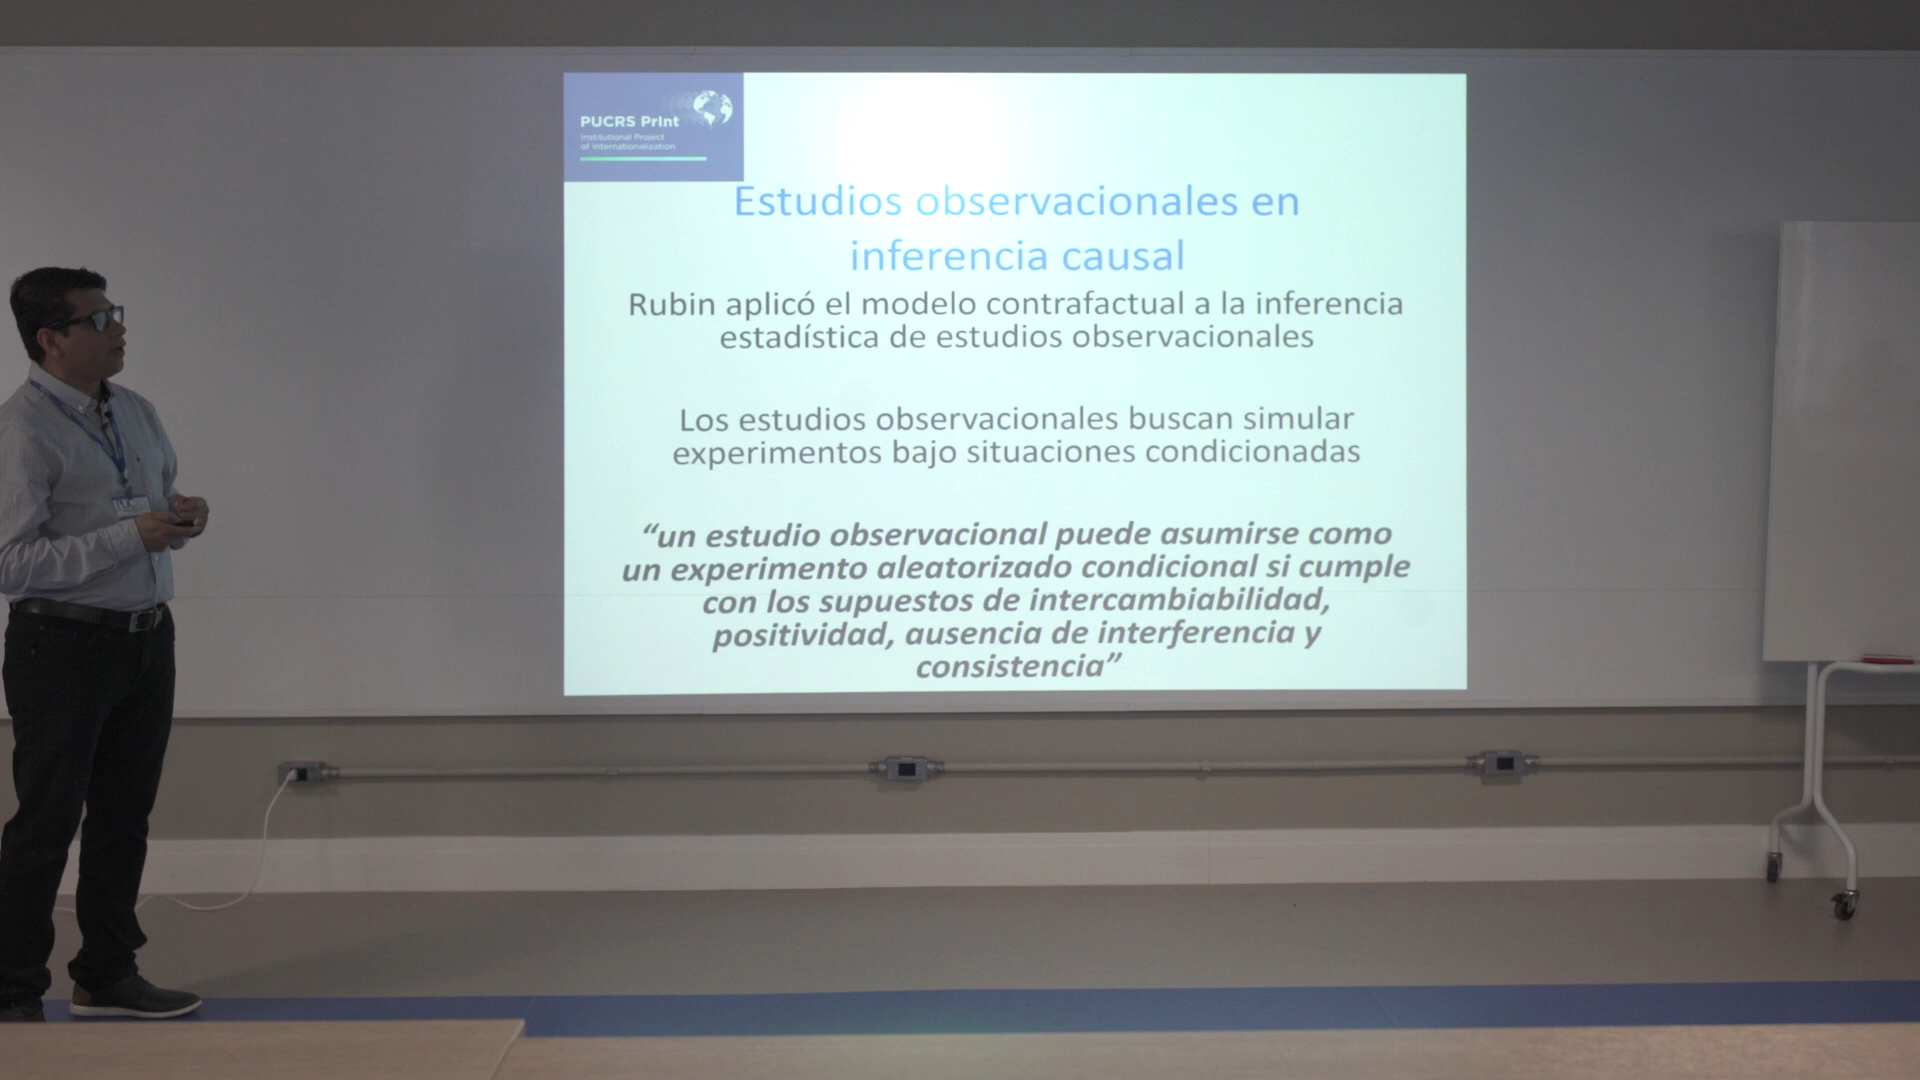 PUCRS PrInt
Institutional Project
of Internationalization
Estudios observacionales en
inferencia causal
Rubin aplicó el modelo contrafactual a la inferencia
estadística de estudios observacionales
Los estudios observacionales buscan simular
experimentos bajo situaciones condicionadas
“un estudio observacional puede asumirse como
un experimento aleatorizado condicional si cumple
con los supuestos de intercambiabilidad,
positividad, ausencia de interferencia y
consistencia”